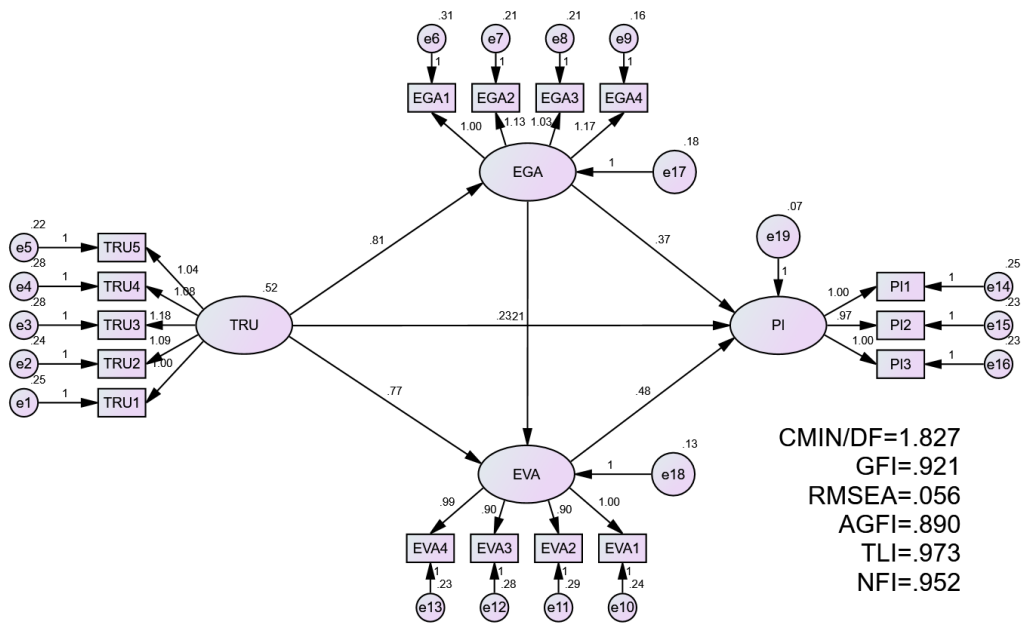 .31 .21 .21 .16
e6 e7 e8 e9
1 1 1 1
EGA1 EGA2 EGA3 EGA4
1.00 1.13 1.03 1.17
.18
EGA 1 e17
.07
e19
1
.81 .37
.22
e5 1 TRU5
1.04
.28
e4 1 TRU4
1.08
.28
e3 1 TRU3
1.18
.24
e2 1 TRU2
1.09
.25
e1 1 TRU1
1.00
.52
TRU
.23 .21
PI
1.00 PI1 1 e14 .25
.97 PI2 1 e15 .23
1.00 PI3 1 e16 .23
.77 .48
.13
EVA 1 e18
.99 .90 .90 1.00
EVA4 EVA3 EVA2 EVA1
1 1 1 1
.23 .28 .29 .24
e13 e12 e11 e10
CMIN/DF=1.827
GFI=.921
RMSEA=.056
AGFI=.890
TLI=.973
NFI=.952